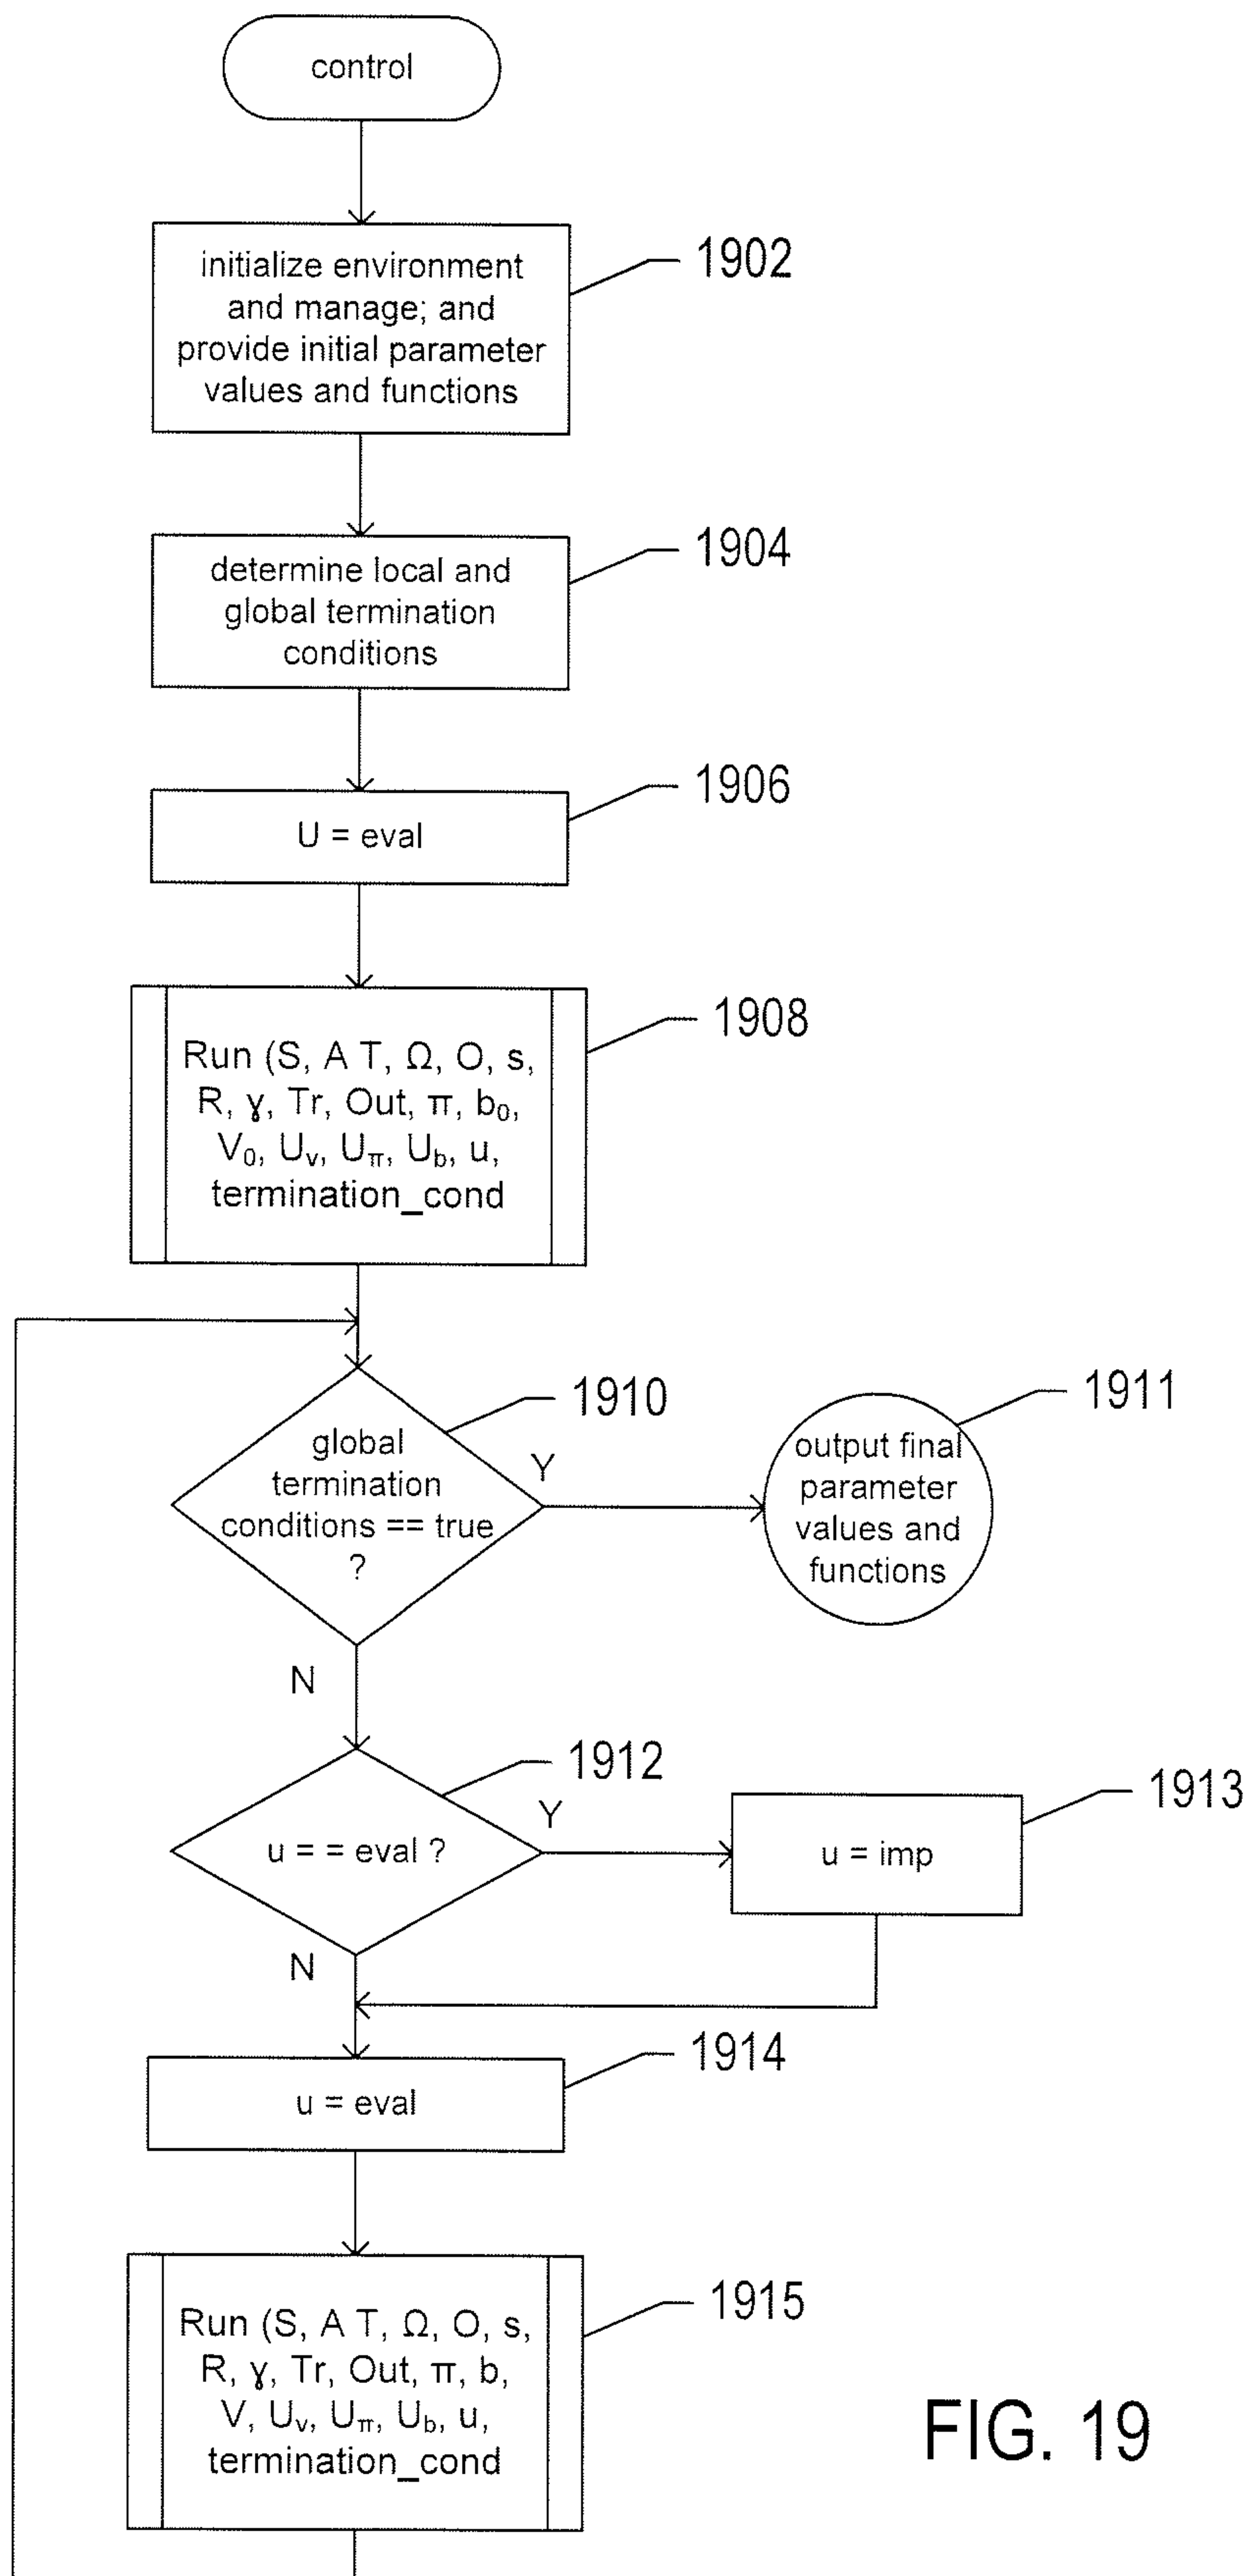 control
initialize environment
and manage; and
provide initial parameter
values and functions
1902
determine local and
global termination
conditions
1904
U = eval
1906
Run (S, A T, Ω, O, s,
R, γ, Tr, Out, π, b₀,
V₀, Uᵥ, U_π, U_b, u,
termination_cond
1908
global
termination
conditions == true
?
1910
Y
output final
parameter
values and
functions
1911
N
u = = eval ?
1912
Y
u = imp
1913
N
u = eval
1914
Run (S, A T, Ω, O, s,
R, γ, Tr, Out, π, b,
V, Uᵥ, U_π, U_b, u,
termination_cond
1915
FIG. 19